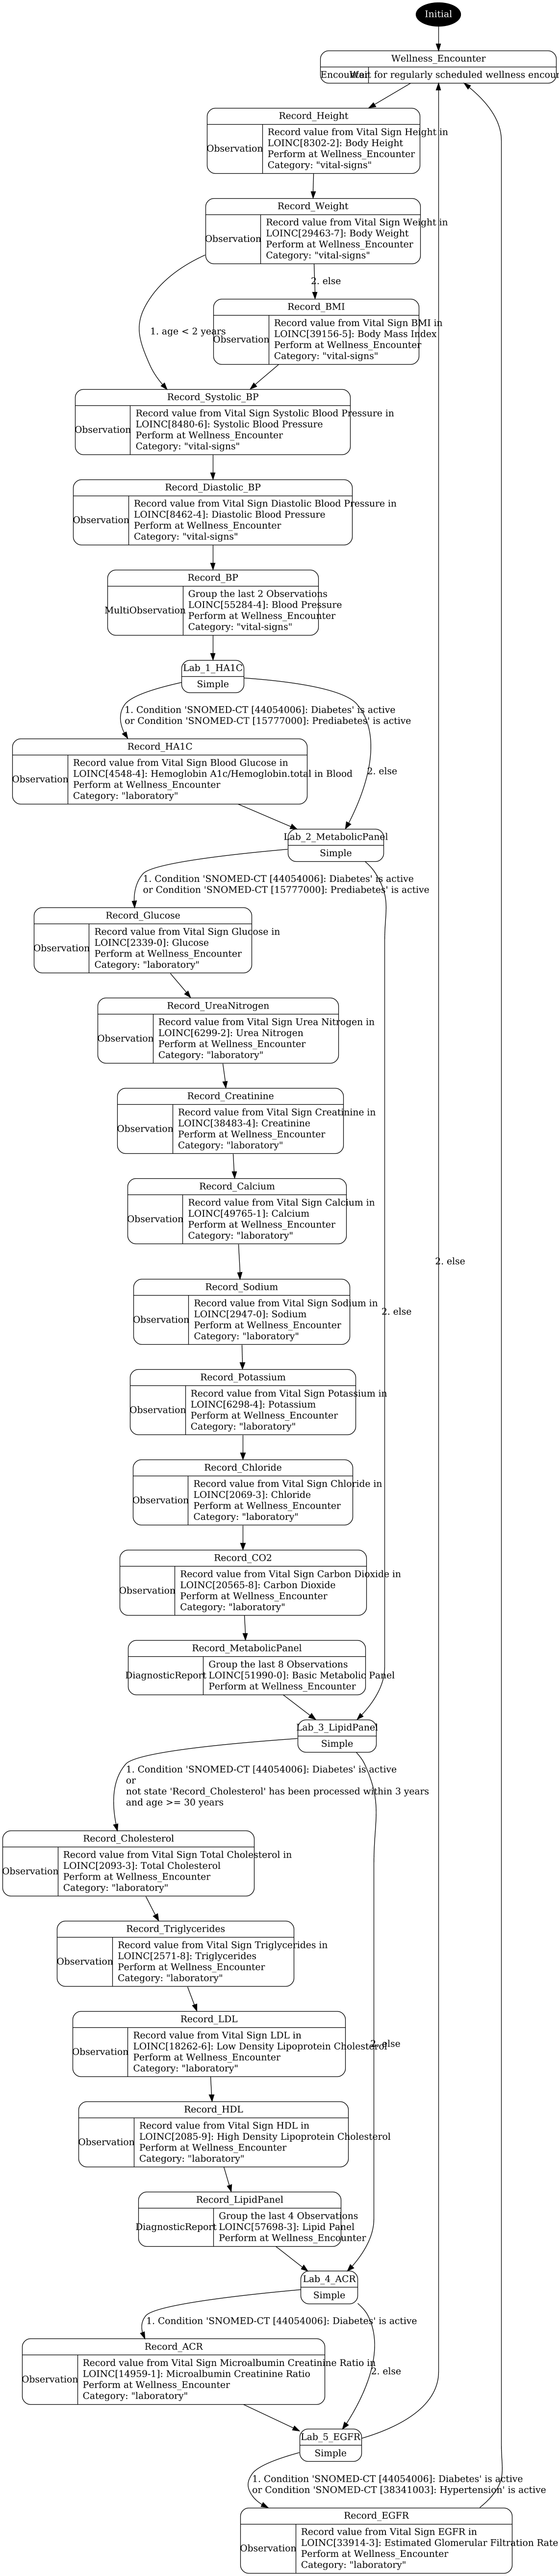 Initial
Wellness_Encounter
Encounter
Wait for regularly scheduled wellness encounter
Record_Height
Observation
Record value from Vital Sign Height in
LOINC[8302-2]: Body Height
Perform at Wellness_Encounter
Category: "vital-signs"
Record_Weight
Observation
Record value from Vital Sign Weight in
LOINC[29463-7]: Body Weight
Perform at Wellness_Encounter
Category: "vital-signs"
2. else
1. age < 2 years
Record_BMI
Observation
Record value from Vital Sign BMI in
LOINC[39156-5]: Body Mass Index
Perform at Wellness_Encounter
Category: "vital-signs"
Record_Systolic_BP
Observation
Record value from Vital Sign Systolic Blood Pressure in
LOINC[8480-6]: Systolic Blood Pressure
Perform at Wellness_Encounter
Category: "vital-signs"
Record_Diastolic_BP
Observation
Record value from Vital Sign Diastolic Blood Pressure in
LOINC[8462-4]: Diastolic Blood Pressure
Perform at Wellness_Encounter
Category: "vital-signs"
Record_BP
MultiObservation
Group the last 2 Observations
LOINC[55284-4]: Blood Pressure
Perform at Wellness_Encounter
Category: "vital-signs"
Lab_1_HA1C
Simple
1. Condition 'SNOMED-CT [44054006]: Diabetes' is active
or Condition 'SNOMED-CT [15777000]: Prediabetes' is active
2. else
Record_HA1C
Observation
Record value from Vital Sign Blood Glucose in
LOINC[4548-4]: Hemoglobin A1c/Hemoglobin.total in Blood
Perform at Wellness_Encounter
Category: "laboratory"
Lab_2_MetabolicPanel
Simple
1. Condition 'SNOMED-CT [44054006]: Diabetes' is active
or Condition 'SNOMED-CT [15777000]: Prediabetes' is active
Record_Glucose
Observation
Record value from Vital Sign Glucose in
LOINC[2339-0]: Glucose
Perform at Wellness_Encounter
Category: "laboratory"
Record_UreaNitrogen
Observation
Record value from Vital Sign Urea Nitrogen in
LOINC[6299-2]: Urea Nitrogen
Perform at Wellness_Encounter
Category: "laboratory"
Record_Creatinine
Observation
Record value from Vital Sign Creatinine in
LOINC[38483-4]: Creatinine
Perform at Wellness_Encounter
Category: "laboratory"
Record_Calcium
Observation
Record value from Vital Sign Calcium in
LOINC[49765-1]: Calcium
Perform at Wellness_Encounter
Category: "laboratory"
2. else
Record_Sodium
Observation
Record value from Vital Sign Sodium in
LOINC[2947-0]: Sodium
Perform at Wellness_Encounter
Category: "laboratory"
2. else
Record_Potassium
Observation
Record value from Vital Sign Potassium in
LOINC[6298-4]: Potassium
Perform at Wellness_Encounter
Category: "laboratory"
Record_Chloride
Observation
Record value from Vital Sign Chloride in
LOINC[2069-3]: Chloride
Perform at Wellness_Encounter
Category: "laboratory"
Record_CO2
Observation
Record value from Vital Sign Carbon Dioxide in
LOINC[20565-8]: Carbon Dioxide
Perform at Wellness_Encounter
Category: "laboratory"
Record_MetabolicPanel
DiagnosticReport
Group the last 8 Observations
LOINC[51990-0]: Basic Metabolic Panel
Perform at Wellness_Encounter
Lab_3_LipidPanel
Simple
1. Condition 'SNOMED-CT [44054006]: Diabetes' is active
or
not state 'Record_Cholesterol' has been processed within 3 years
and age >= 30 years
Record_Cholesterol
Observation
Record value from Vital Sign Total Cholesterol in
LOINC[2093-3]: Total Cholesterol
Perform at Wellness_Encounter
Category: "laboratory"
Record_Triglycerides
Observation
Record value from Vital Sign Triglycerides in
LOINC[2571-8]: Triglycerides
Perform at Wellness_Encounter
Category: "laboratory"
Record_LDL
Observation
Record value from Vital Sign LDL in
LOINC[18262-6]: Low Density Lipoprotein Cholesterol
Perform at Wellness_Encounter
Category: "laboratory"
2. else
Record_HDL
Observation
Record value from Vital Sign HDL in
LOINC[2085-9]: High Density Lipoprotein Cholesterol
Perform at Wellness_Encounter
Category: "laboratory"
Record_LipidPanel
DiagnosticReport
Group the last 4 Observations
LOINC[57698-3]: Lipid Panel
Perform at Wellness_Encounter
Lab_4_ACR
Simple
1. Condition 'SNOMED-CT [44054006]: Diabetes' is active
2. else
Record_ACR
Observation
Record value from Vital Sign Microalbumin Creatinine Ratio in
LOINC[14959-1]: Microalbumin Creatinine Ratio
Perform at Wellness_Encounter
Category: "laboratory"
Lab_5_EGFR
Simple
1. Condition 'SNOMED-CT [44054006]: Diabetes' is active
or Condition 'SNOMED-CT [38341003]: Hypertension' is active
Record_EGFR
Observation
Record value from Vital Sign EGFR in
LOINC[33914-3]: Estimated Glomerular Filtration Rate
Perform at Wellness_Encounter
Category: "laboratory"